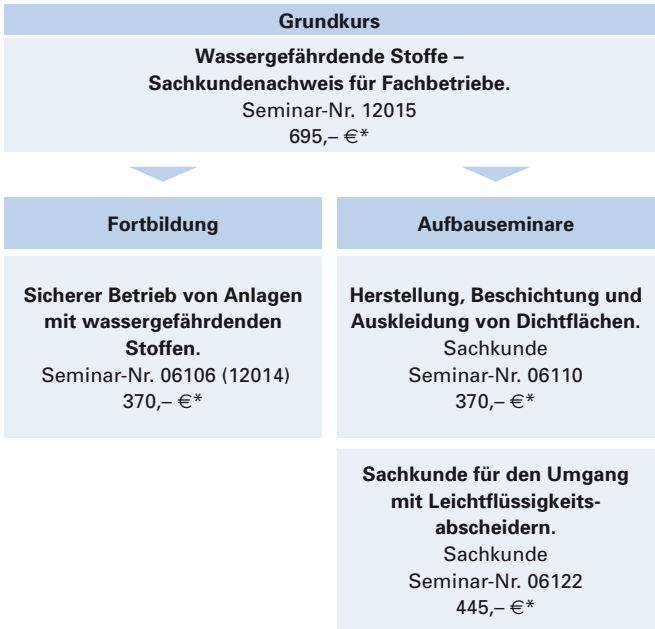 Grundkurs
Wassergefährdende Stoffe –
Sachkundenachweis für Fachbetriebe.
Seminar-Nr. 12015
695,– €*
Fortbildung
Sicherer Betrieb von Anlagen
mit wassergefährdenden
Stoffen.
Seminar-Nr. 06106 (12014)
370,– €*
Aufbauseminare
Herstellung, Beschichtung und
Auskleidung von Dichtflächen.
Sachkunde
Seminar-Nr. 06110
370,– €*
Sachkunde für den Umgang
mit Leichtflüssigkeits-
abscheidern.
Sachkunde
Seminar-Nr. 06122
445,– €*